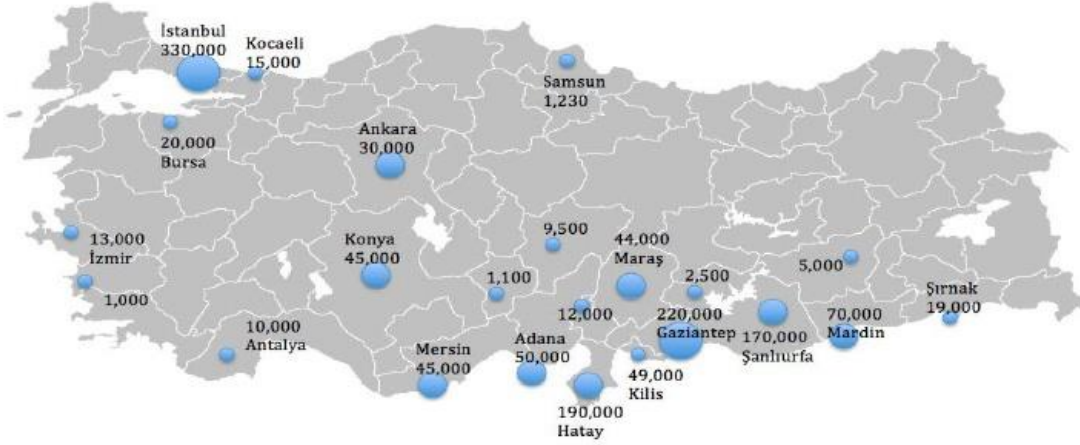 İstanbul
330,000
Kocaeli
15,000
Samsun
1,230
20,000
Bursa
Ankara
30,000
13,000
İzmir
1,000
Konya
45,000
9,500
44,000
Maraş
1,100
2,500
5,000
12,000
220,000
Gaziantep
170,000
Şanlıurfa
70,000
Mardin
Şırnak
19,000
10,000
Antalya
Mersin
45,000
Adana
50,000
49,000
Kilis
190,000
Hatay